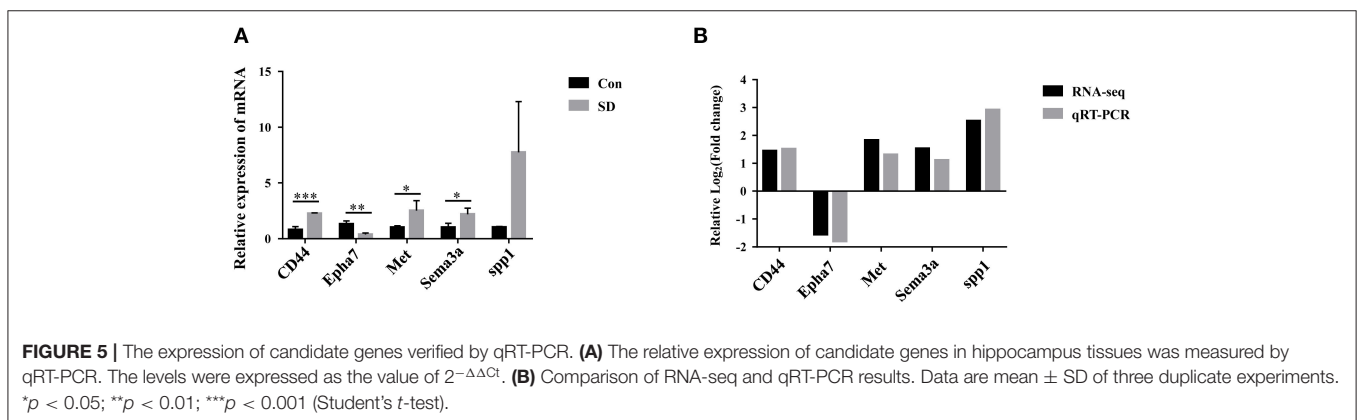 A
Relative expression of mRNA
15
10
5
0
***
**
*
*
CD44
Epha7
Met
Sema3a
spp1
Con
SD
B
Relative Log₂(Fold change)
4
3
2
1
0
-1
-2
CD44
Epha7
Met
Sema3a
spp1
RNA-seq
qRT-PCR
FIGURE 5 | The expression of candidate genes verified by qRT-PCR. (A) The relative expression of candidate genes in hippocampus tissues was measured by
qRT-PCR. The levels were expressed as the value of 2⁻ΔΔCt. (B) Comparison of RNA-seq and qRT-PCR results. Data are mean ± SD of three duplicate experiments.
*p < 0.05; **p < 0.01; ***p < 0.001 (Student's t-test).